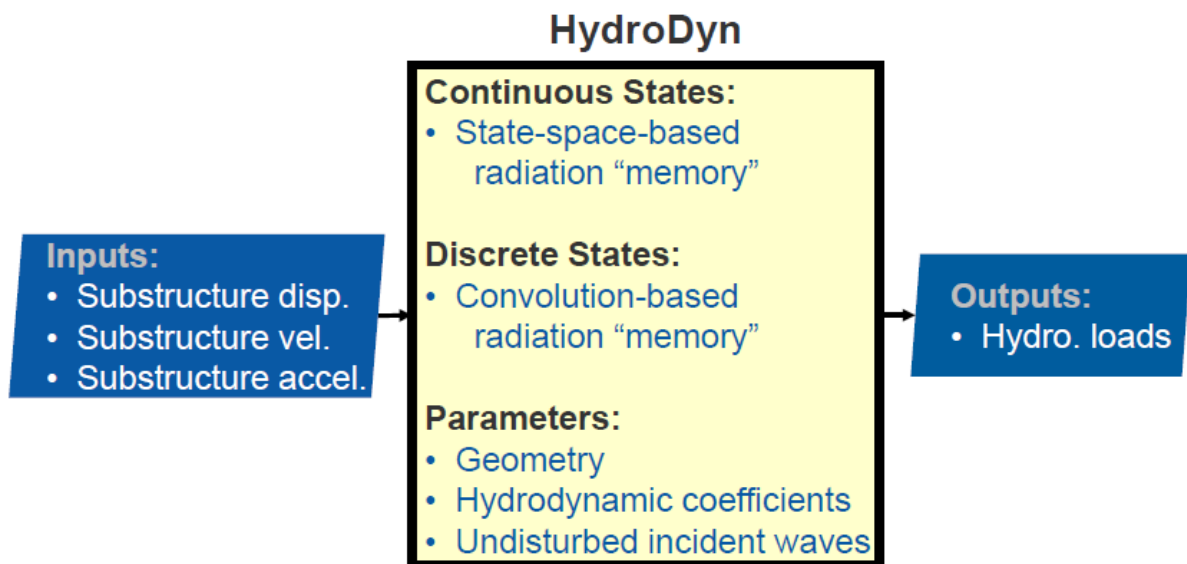 HydroDyn
Inputs:
• Substructure disp.
• Substructure vel.
• Substructure accel.
Continuous States:
• State-space-based
radiation “memory”
Discrete States:
• Convolution-based
radiation “memory”
Parameters:
• Geometry
• Hydrodynamic coefficients
• Undisturbed incident waves
Outputs:
• Hydro. loads